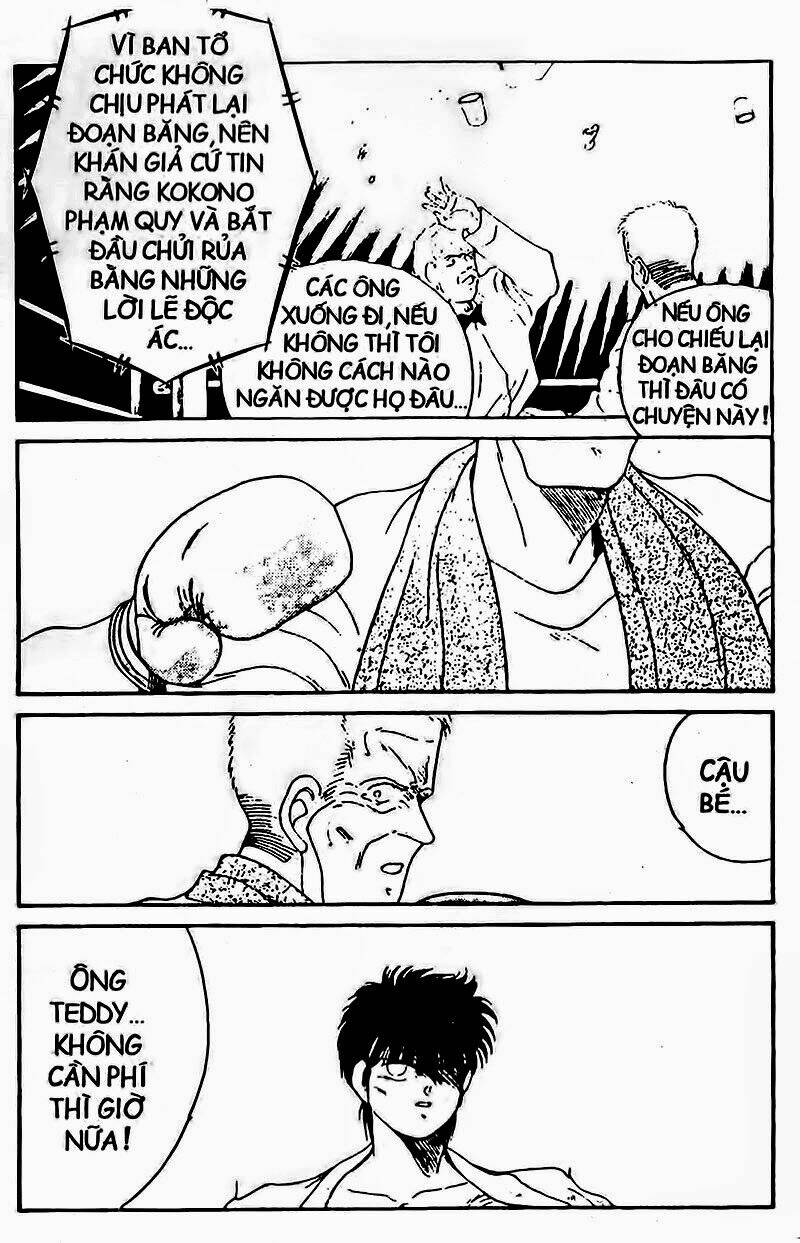 VÌ BAN TỔ
CHỨC KHÔNG
CHỊU PHÁT LẠI
ĐOẠN BĂNG, NÊN
KHÁN GIẢ CỨ TIN
RẰNG KOKONO
PHẠM QUY VÀ BẮT
ĐẦU CHỬI RỦA
BẰNG NHỮNG
LỜI LẼ ĐỘC
ÁC...
CÁC ÔNG
XUỐNG ĐI, NẾU
KHÔNG THÌ TÔI
KHÔNG CÁCH NÀO
NGĂN ĐƯỢC HỌ ĐÂU...
NẾU ÔNG
CHO CHIẾU LẠI
ĐOẠN BĂNG
THÌ ĐÂU CÓ
CHUYỆN NÀY!
CẬU
BÉ...
ÔNG
TEDDY...
KHÔNG
CẦN PHÍ
THÌ GIỜ
NỮA!